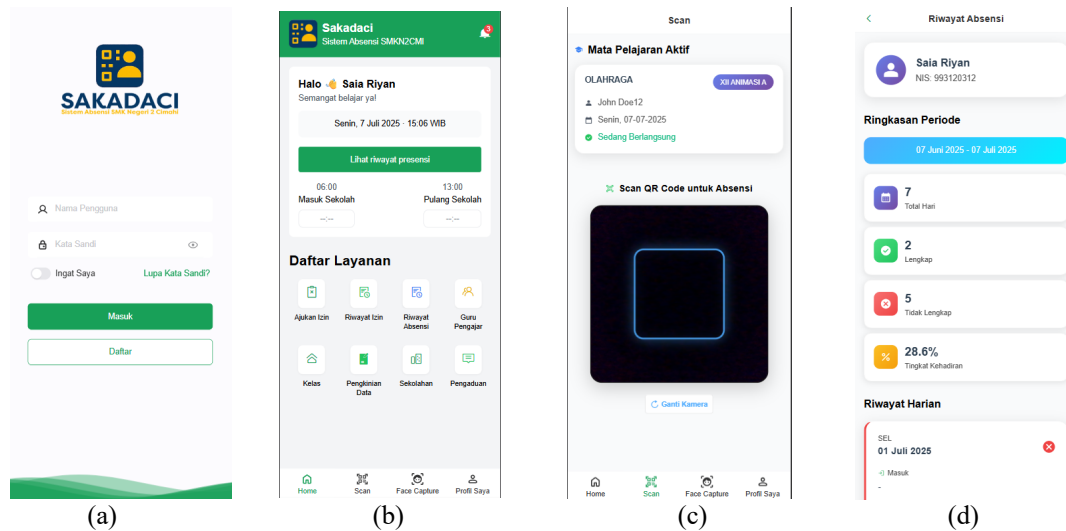 SAKADACI
Sistem Absensi SMK Negeri 2 Cimahi
Nama Pengguna
Kata Sandi
Ingat Saya Lupa Kata Sandi?
Masuk
Daftar
(a)
Sakadaci
Sistem Absensi SMKN2CMI
3
Halo 👋 Saia Riyan
Semangat belajar ya!
Senin, 7 Juli 2025 - 15:06 WIB
Lihat riwayat presensi
06:00 13:00
Masuk Sekolah Pulang Sekolah
--:-- --:--
Daftar Layanan
Ajukan Izin Riwayat Izin Riwayat Absensi Guru Pengajar
Kelas Pengkinian Data Sekolahan Pengaduan
Home Scan Face Capture Profil Saya
(b)
Scan
Mata Pelajaran Aktif
OLAHRAGA XII ANIMASI A
John Doe12
Senin, 07-07-2025
Sedang Berlangsung
Scan QR Code untuk Absensi
Ganti Kamera
Home Scan Face Capture Profil Saya
(c)
Riwayat Absensi
Saia Riyan
NIS: 993120312
Ringkasan Periode
07 Juni 2025 - 07 Juli 2025
7
Total Hari
2
Lengkap
5
Tidak Lengkap
% 28.6%
Tingkat Kehadiran
Riwayat Harian
SEL
01 Juli 2025
Masuk
-
(d)